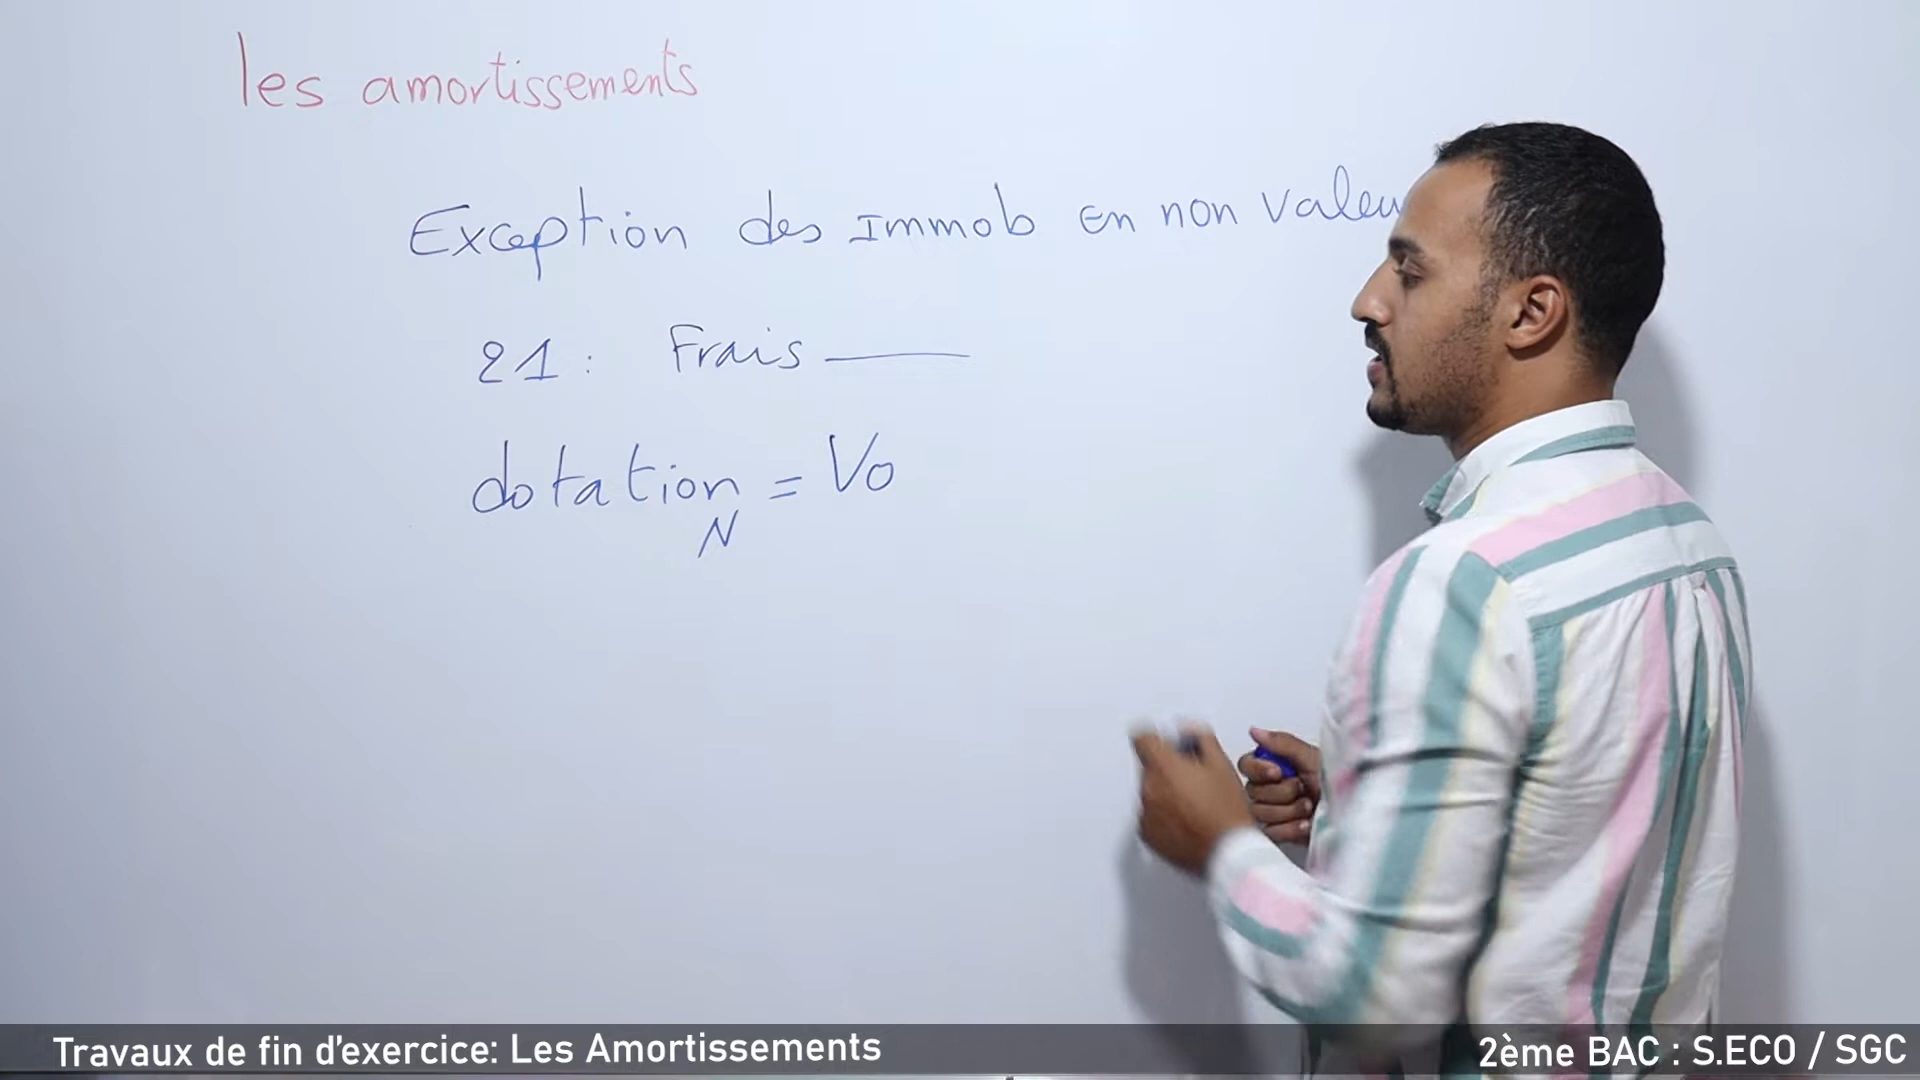 les amortissements
Exception des Immob en non Valeu
21 : Frais
dotation = Vo
N
Travaux de fin d'exercice: Les Amortissements
2ème BAC : S.ECO / SGC